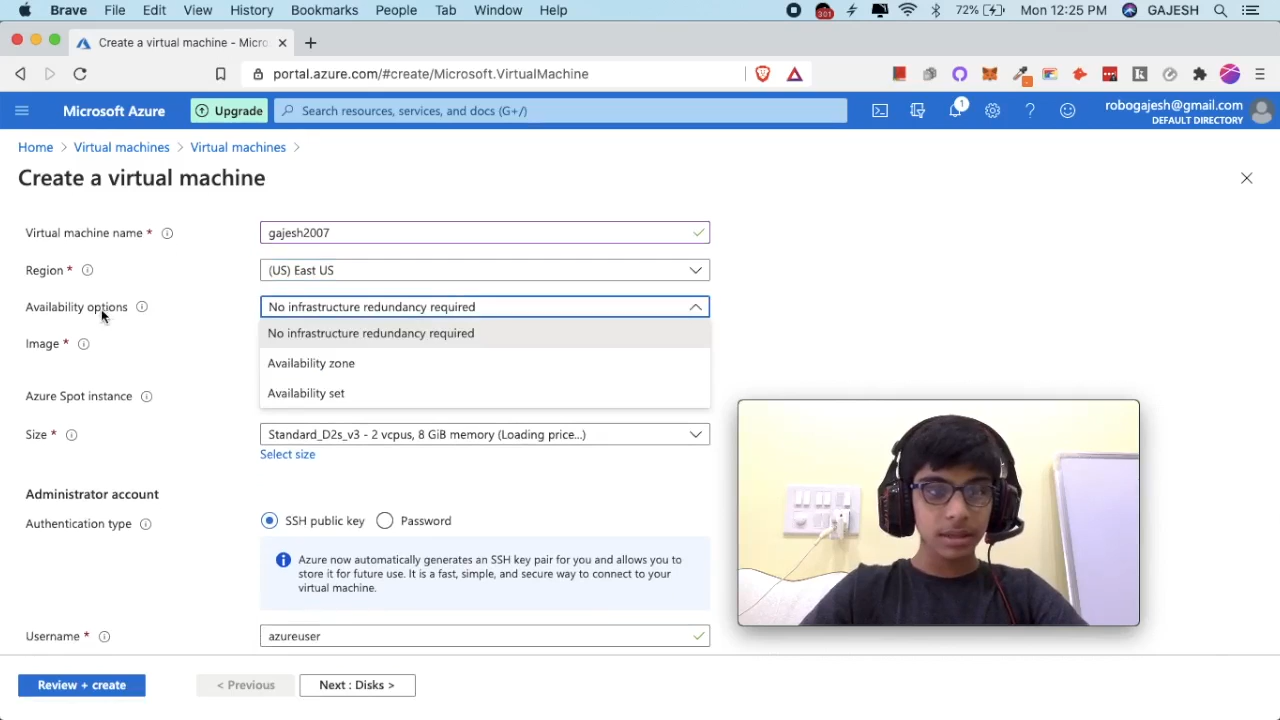 Brave File Edit View History Bookmarks People Tab Window Help 301 72% Mon 12:25 PM GAJESH
Create a virtual machine - Micro
portal.azure.com/#create/Microsoft.VirtualMachine
Microsoft Azure Upgrade Search resources, services, and docs (G+/) 1 robogajesh@gmail.com
DEFAULT DIRECTORY
Home > Virtual machines > Virtual machines >
Create a virtual machine
Virtual machine name * gajesh2007
Region * (US) East US
Availability options No infrastructure redundancy required
No infrastructure redundancy required
Image *
Availability zone
Availability set
Azure Spot instance
Size * Standard_D2s_v3 - 2 vcpus, 8 GiB memory (Loading price...)
Select size
Administrator account
Authentication type SSH public key Password
Azure now automatically generates an SSH key pair for you and allows you to
store it for future use. It is a fast, simple, and secure way to connect to your
virtual machine.
Username * azureuser
Review + create < Previous Next : Disks >